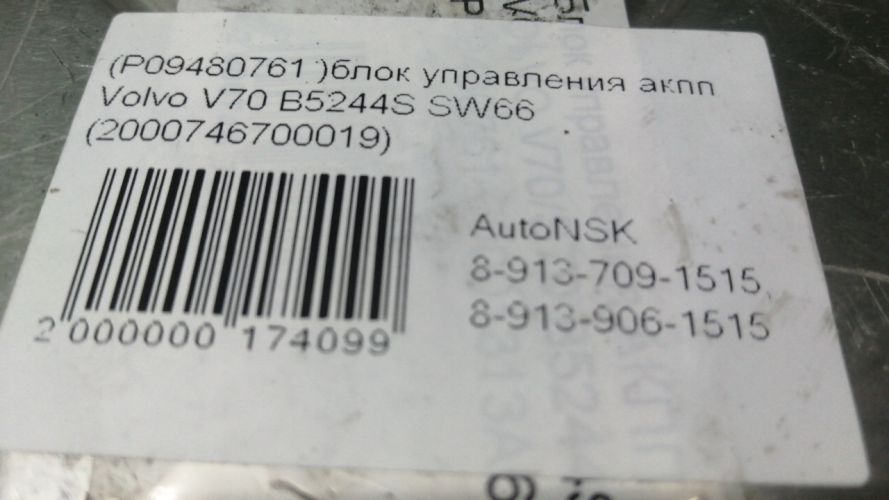 (P09480761 )блок управления акпп
Volvo V70 B5244S SW66
(2000746700019)
AutoNSK
8-913-709-1515,
8-913-906-1515
2 000000 174099